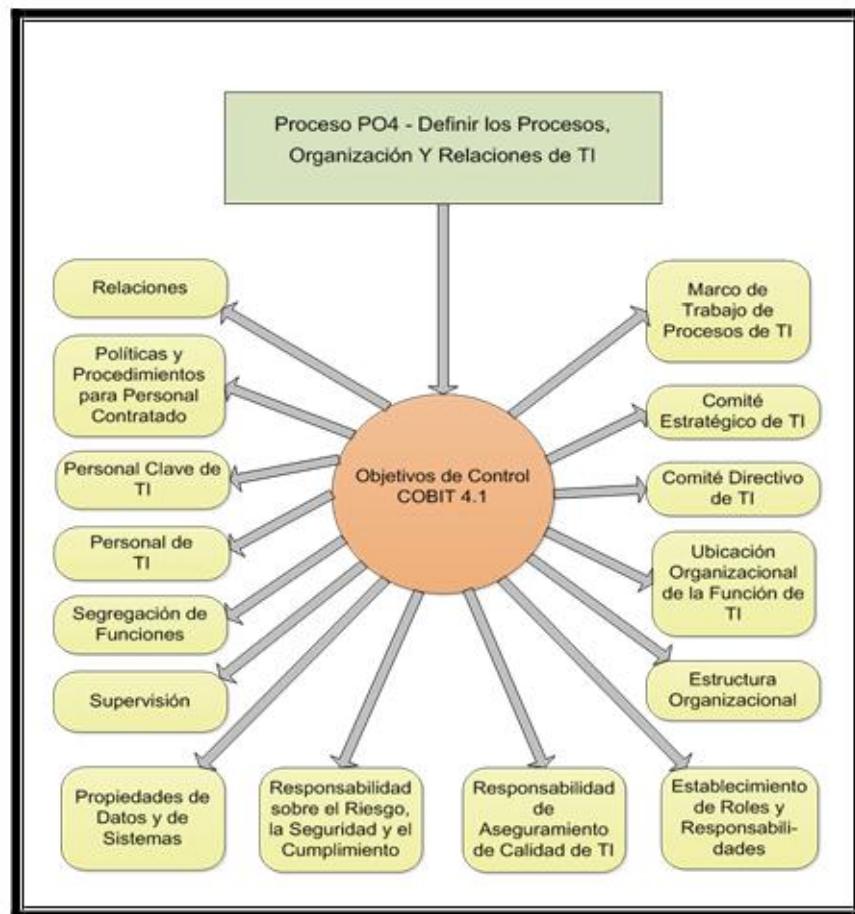 Proceso PO4 - Definir los Procesos,
Organización Y Relaciones de TI
Relaciones
Políticas y
Procedimientos
para Personal
Contratado
Personal Clave de
TI
Personal de
TI
Segregación de
Funciones
Supervisión
Propiedades de
Datos y de
Sistemas
Objetivos de Control
COBIT 4.1
Responsabilidad
sobre el Riesgo,
la Seguridad y el
Cumplimiento
Responsabilidad
de
Aseguramiento
de Calidad de TI
Marco de
Trabajo de
Procesos de TI
Comité
Estratégico de TI
Comité Directivo
de TI
Ubicación
Organizacional
de la Función de
TI
Estructura
Organizacional
Establecimiento
de Roles y
Responsabili-
dades